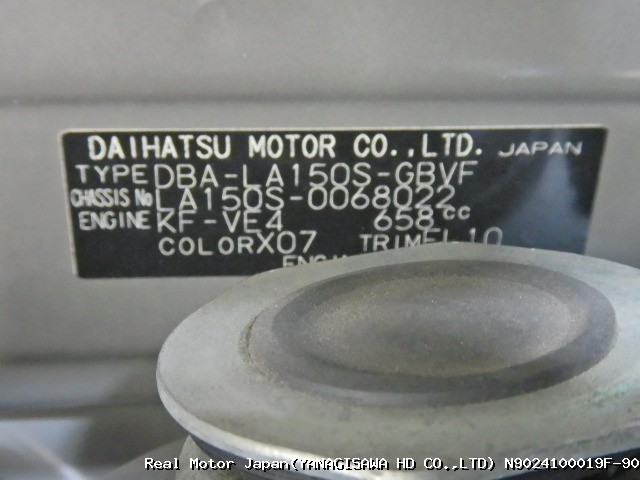 DAIHATSU MOTOR CO.,LTD. JAPAN
TYPE DBA-LA150S-GBVF
CHASSIS No LA150S-0068022
ENGINE KF-VE4 658cc
COLOR X07 TRIM FL10
Real Motor Japan(YANAGISAWA HD CO.,LTD) N9024100019F-90